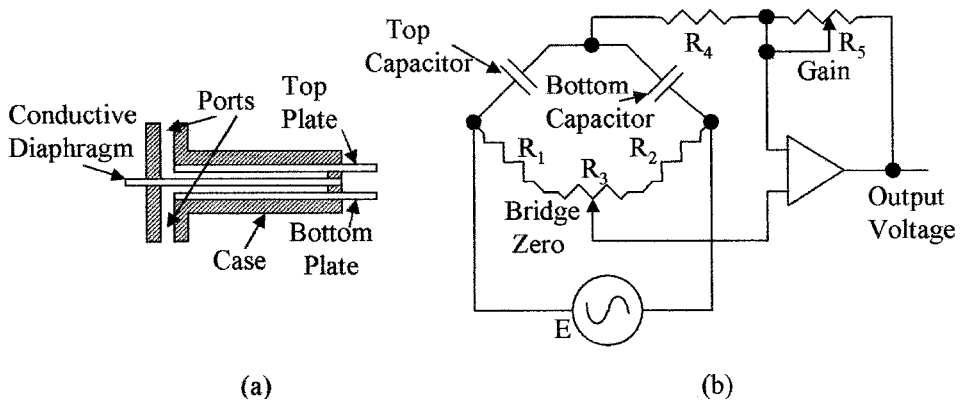 Conductive
Diaphragm
Ports
Top
Plate
Case
Bottom
Plate
(a)
Top
Capacitor
Bottom
Capacitor
R4
R5
Gain
R1
R2
R3
Bridge
Zero
E
Output
Voltage
(b)